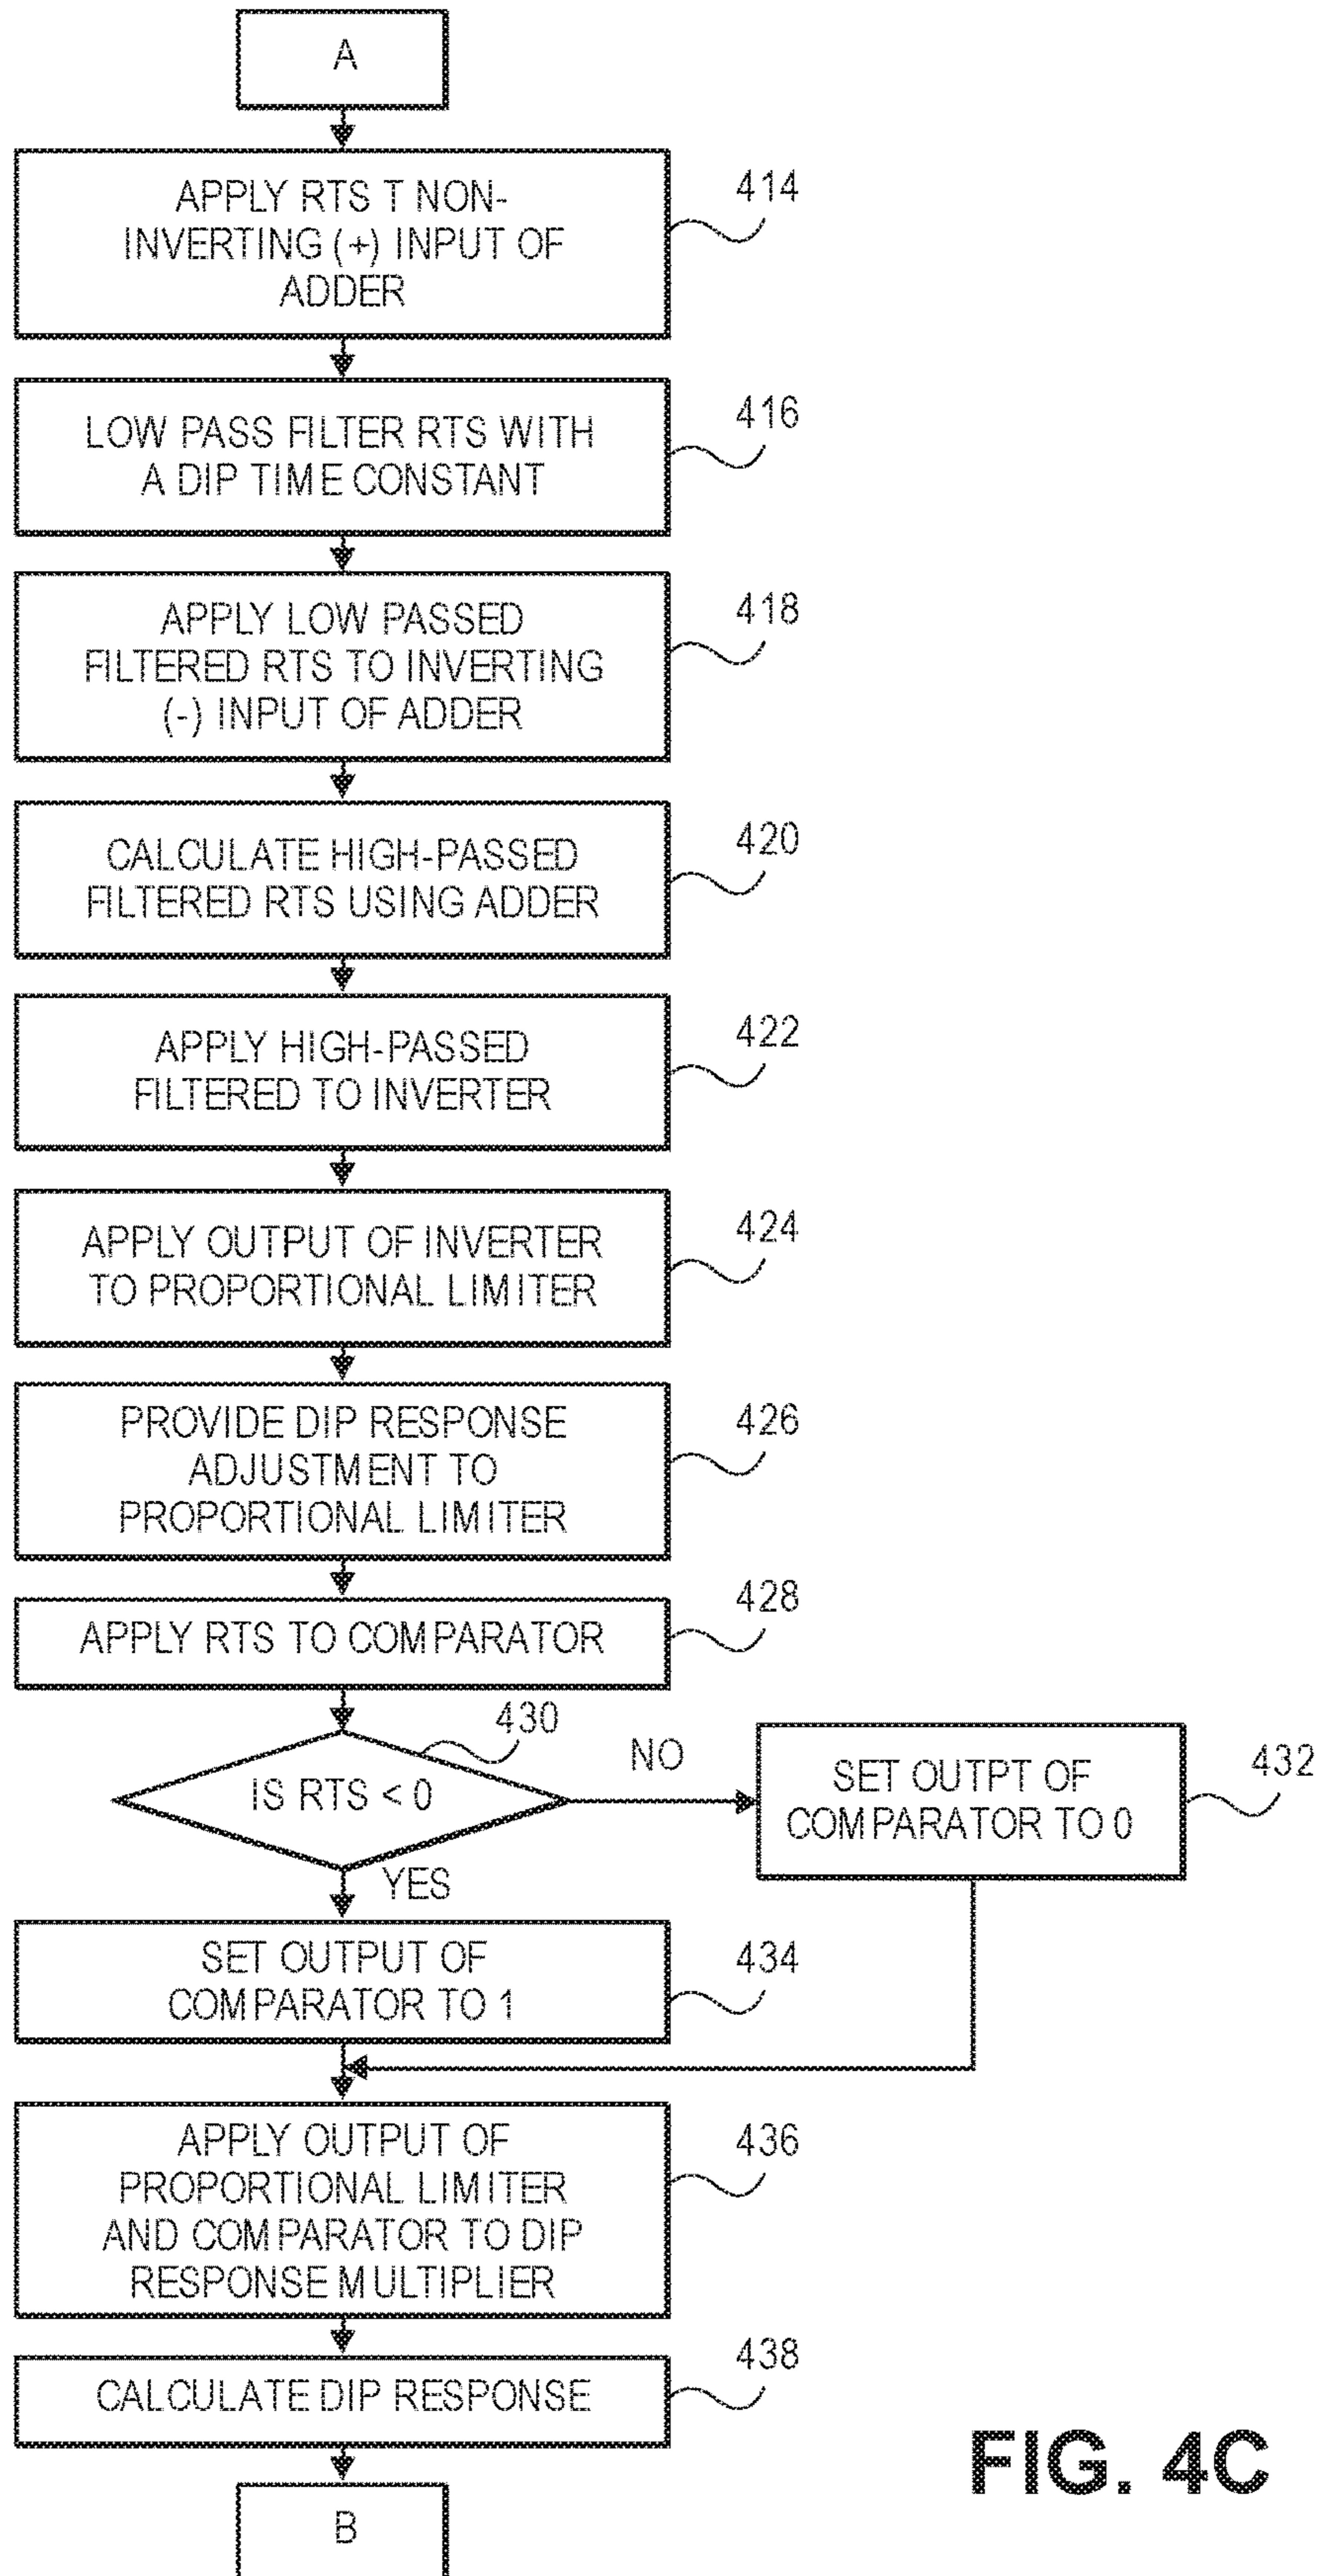 A
APPLY RTS T NON-
INVERTING (+) INPUT OF
ADDER
414
LOW PASS FILTER RTS WITH
A DIP TIME CONSTANT
416
APPLY LOW PASSED
FILTERED RTS TO INVERTING
(-) INPUT OF ADDER
418
CALCULATE HIGH-PASSED
FILTERED RTS USING ADDER
420
APPLY HIGH-PASSED
FILTERED TO INVERTER
422
APPLY OUTPUT OF INVERTER
TO PROPORTIONAL LIMITER
424
PROVIDE DIP RESPONSE
ADJUSTMENT TO
PROPORTIONAL LIMITER
426
APPLY RTS TO COMPARATOR
428
IS RTS < 0
430
NO
SET OUTPT OF
COMPARATOR TO 0
432
YES
SET OUTPUT OF
COMPARATOR TO 1
434
APPLY OUTPUT OF
PROPORTIONAL LIMITER
AND COMPARATOR TO DIP
RESPONSE MULTIPLIER
436
CALCULATE DIP RESPONSE
438
B
FIG. 4C